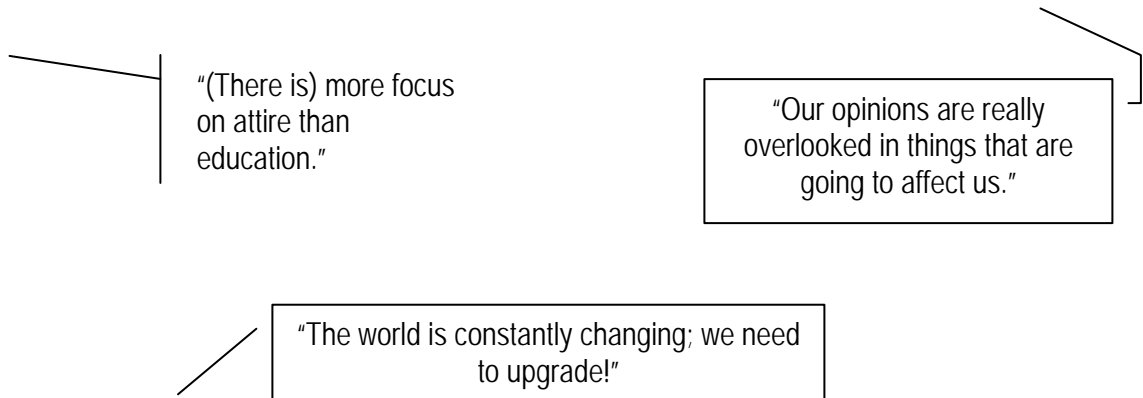 “(There is) more focus
on attire than
education.”
“Our opinions are really
overlooked in things that are
going to affect us.”
“The world is constantly changing; we need
to upgrade!”